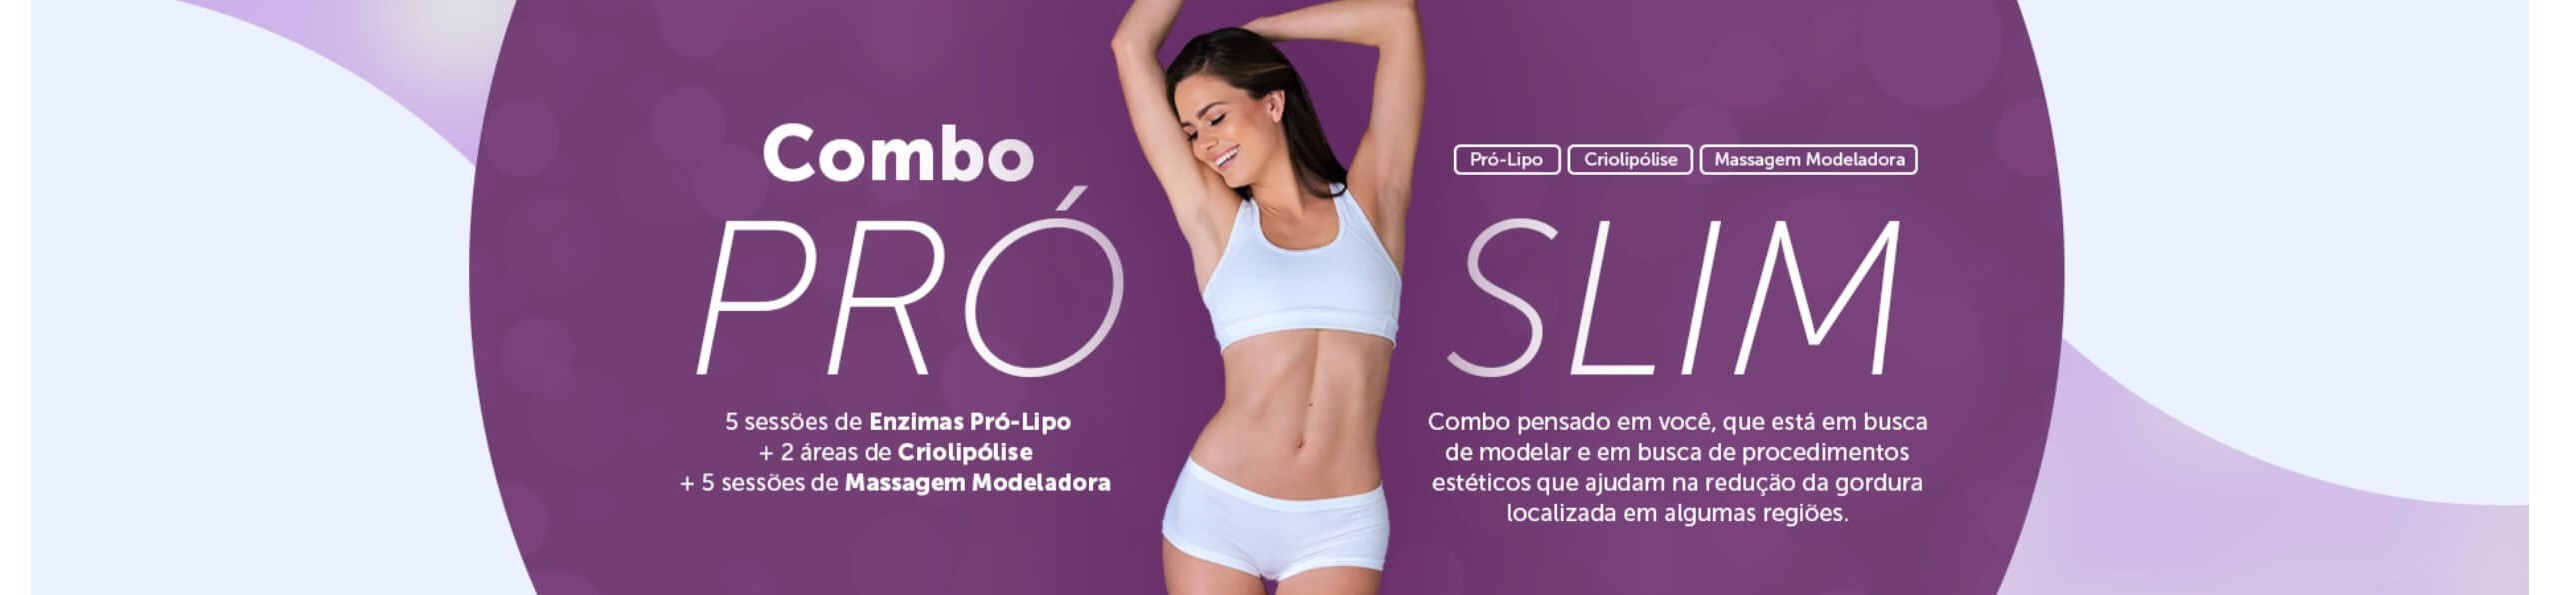 Combo
PRÓ
5 sessões de Enzimas Pró-Lipo
+ 2 áreas de Criolipólise
+ 5 sessões de Massagem Modeladora
Pró-Lipo Criolipólise Massagem Modeladora
SLIM
Combo pensado em você, que está em busca
de modelar e em busca de procedimentos
estéticos que ajudam na redução da gordura
localizada em algumas regiões.